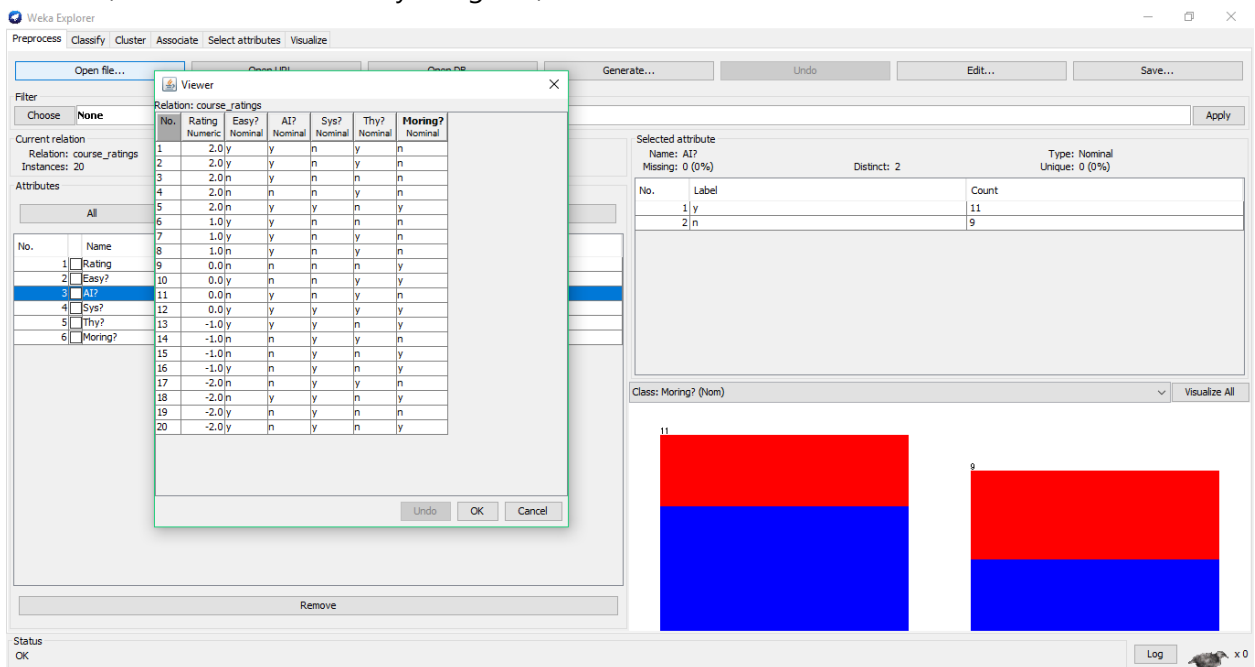 Weka Explorer
Preprocess Classify Cluster Associate Select attributes Visualize
Open file... Generate... Undo Edit... Save...
Filter
Choose None Apply
Current relation
Relation: course_ratings
Instances: 20
Attributes
All
No. Name
1 Rating
2 Easy?
3 AI?
4 Sys?
5 Thy?
6 Moring?
Remove
Viewer
Relation: course_ratings
No. Rating Easy? AI? Sys? Thy? Moring?
Numeric Nominal Nominal Nominal Nominal Nominal
1 2.0 y y n y n
2 2.0 y y n y n
3 2.0 n y n n n
4 2.0 n n n y n
5 2.0 n y y n y
6 1.0 y y n n n
7 1.0 y y n y n
8 1.0 n y n y n
9 0.0 n n n n y
10 0.0 y n n y y
11 0.0 n y n y n
12 0.0 y y y y y
13 -1.0 y y y n y
14 -1.0 n n y y n
15 -1.0 n n y n y
16 -1.0 y n y n y
17 -2.0 n n y y n
18 -2.0 n y y n y
19 -2.0 y n y n n
20 -2.0 y n y n y
Undo OK Cancel
Selected attribute
Name: AI? Type: Nominal
Missing: 0 (0%) Distinct: 2 Unique: 0 (0%)
No. Label Count
1 y 11
2 n 9
Class: Moring? (Nom) Visualize All
11
9
Status
OK
Log x 0